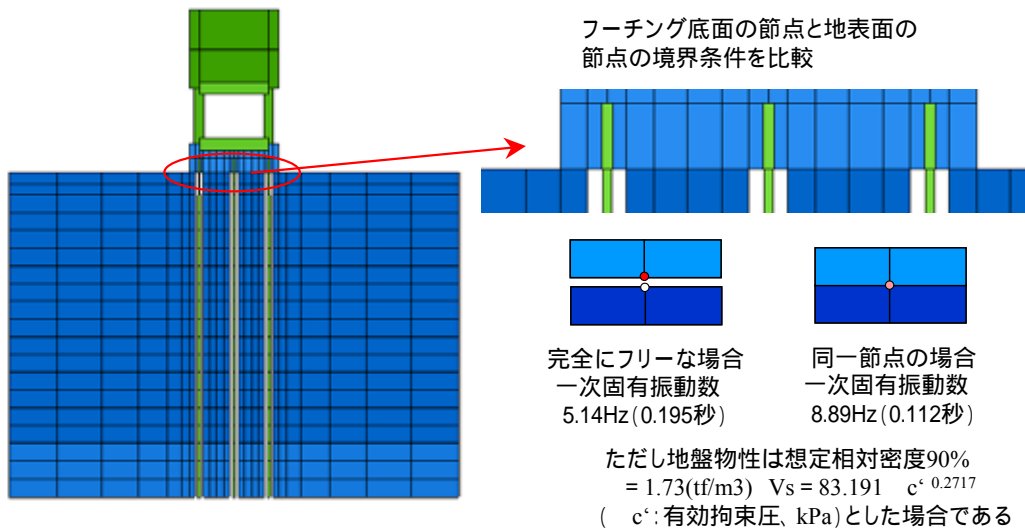 フーチング底面の節点と地表面の
節点の境界条件を比較
完全にフリーな場合
一次固有振動数
5.14Hz(0.195秒)
同一節点の場合
一次固有振動数
8.89Hz(0.112秒)
ただし地盤物性は想定相対密度90%
= 1.73(tf/m3) Vs = 83.191 c‘ 0.2717
( c‘:有効拘束圧、kPa)とした場合である